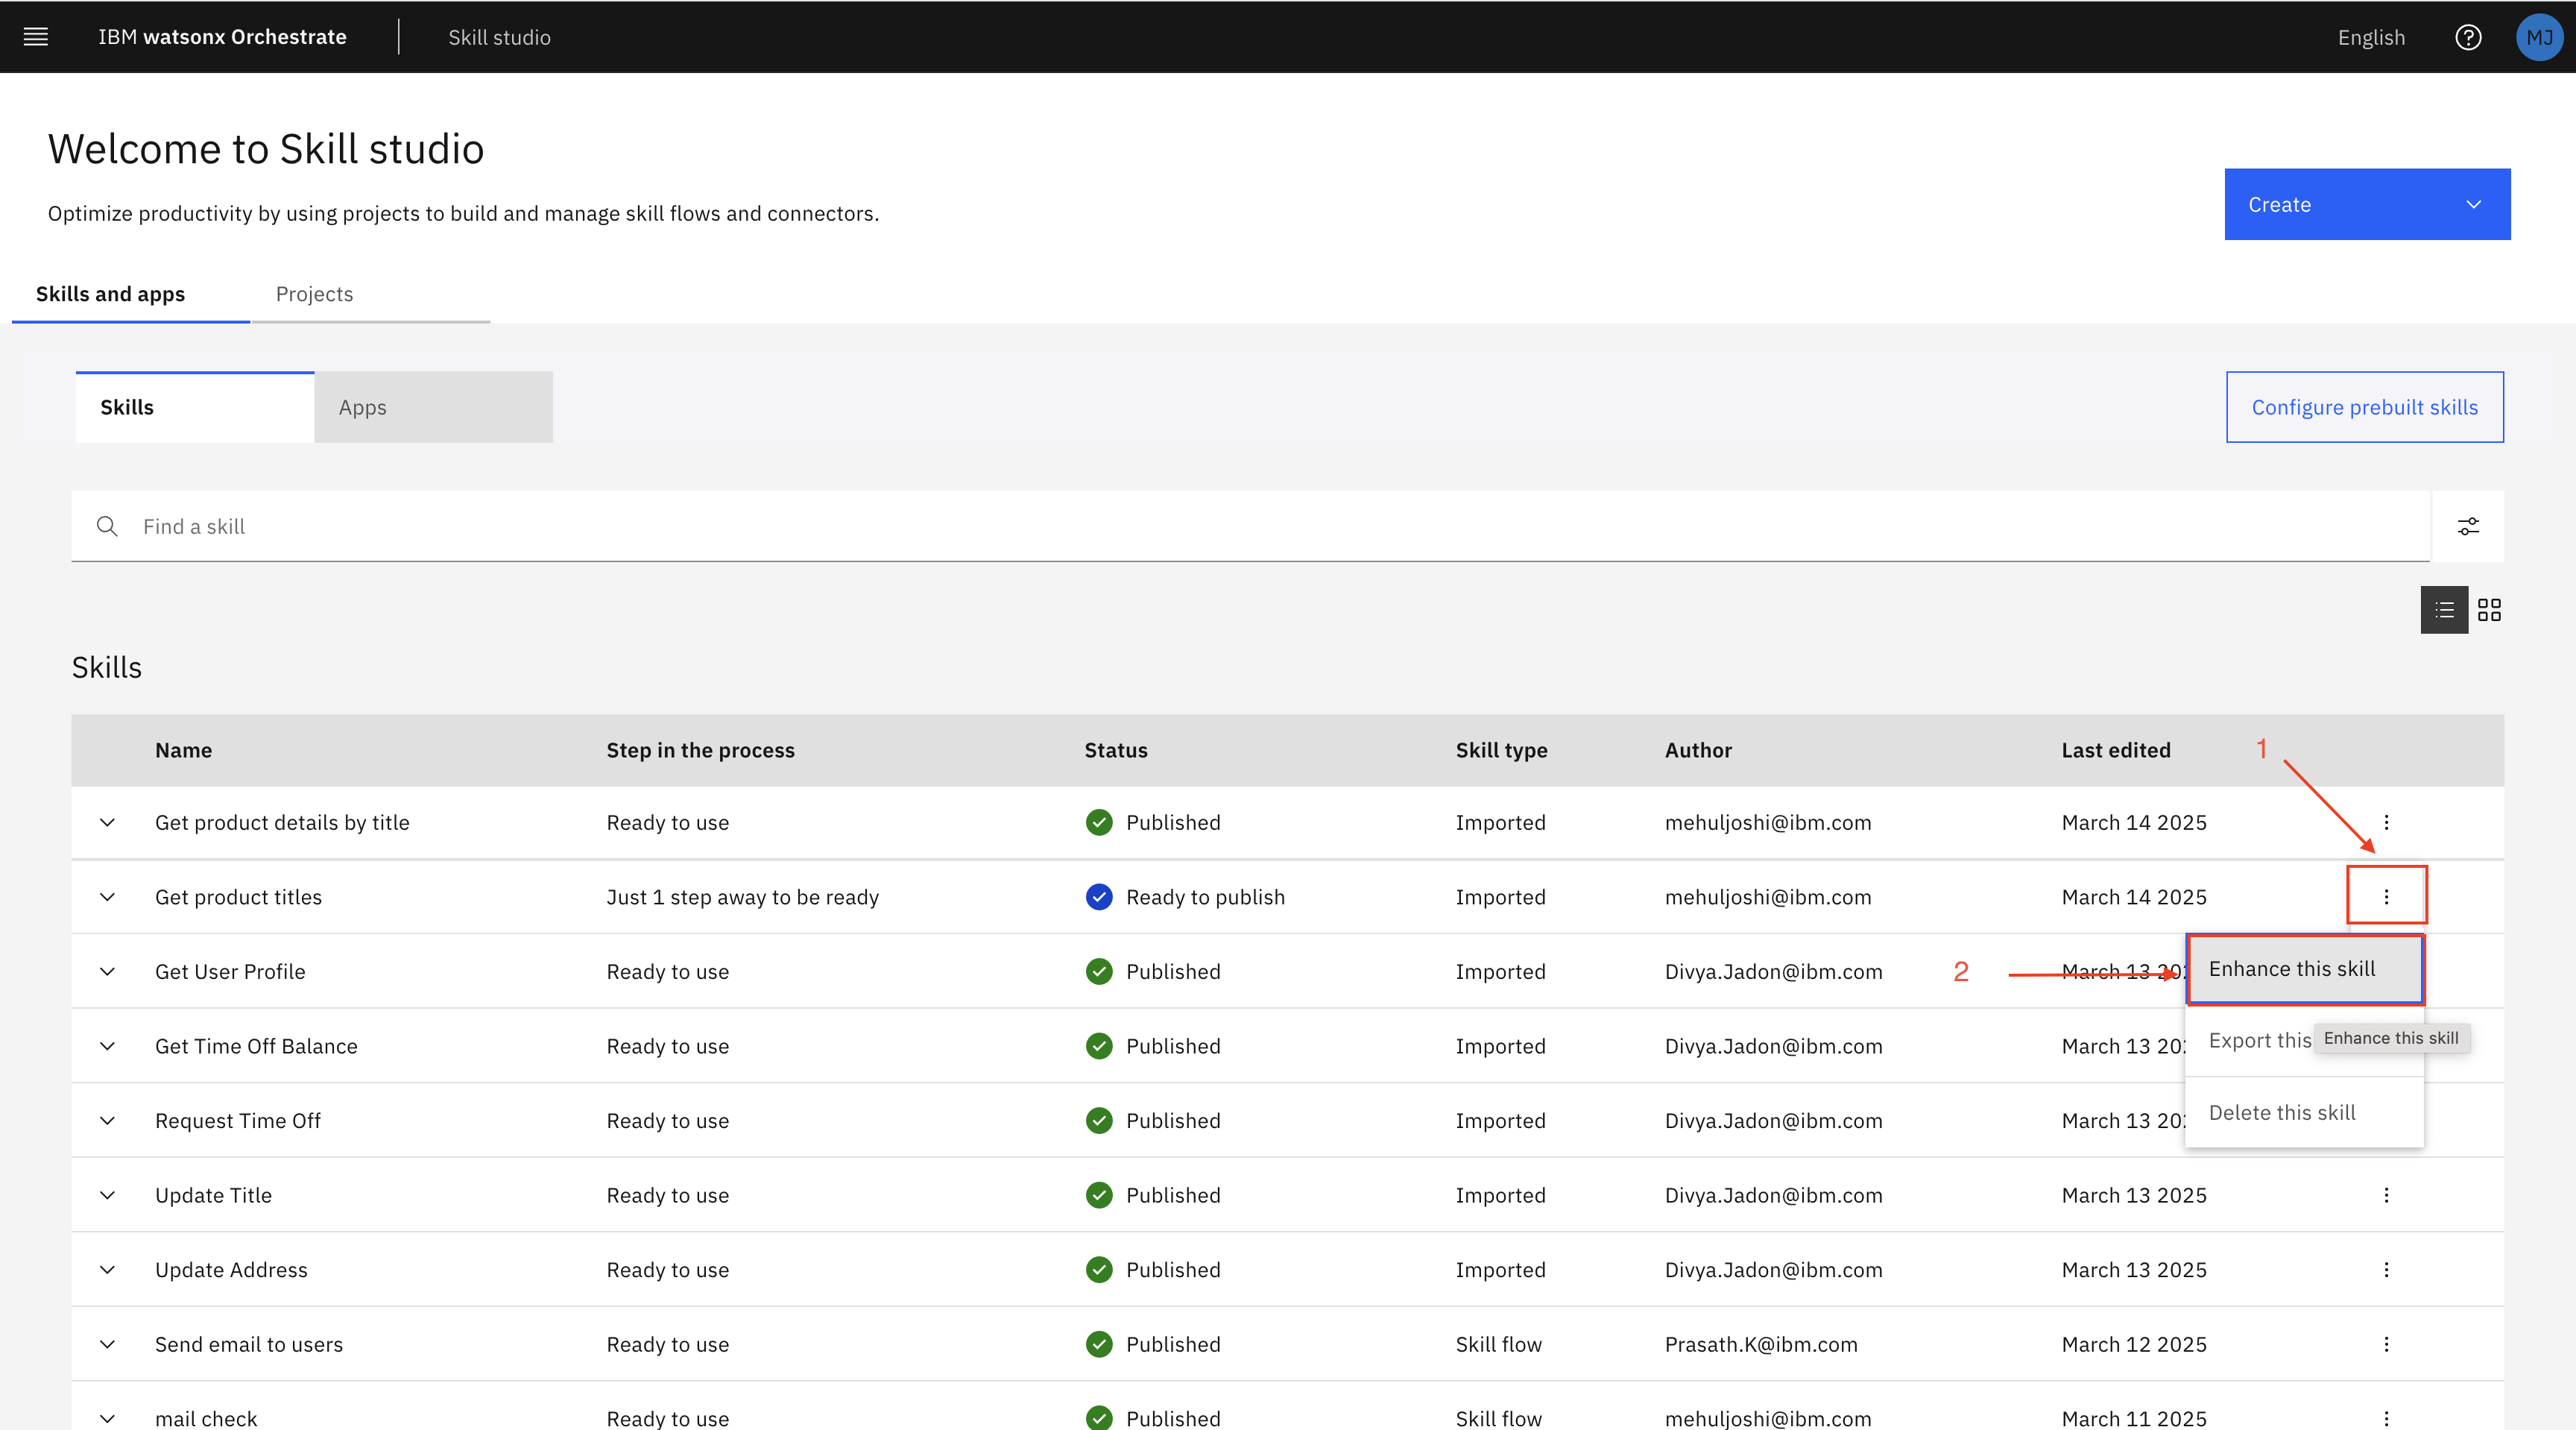 IBM watsonx Orchestrate Skill studio English MJ
Welcome to Skill studio
Optimize productivity by using projects to build and manage skill flows and connectors.
Create
Skills and apps Projects
Skills Apps Configure prebuilt skills
Find a skill
Skills
Name Step in the process Status Skill type Author Last edited 1
Get product details by title Ready to use Published Imported mehuljoshi@ibm.com March 14 2025
Get product titles Just 1 step away to be ready Ready to publish Imported mehuljoshi@ibm.com March 14 2025
Get User Profile Ready to use Published Imported Divya.Jadon@ibm.com 2 March 13 Enhance this skill
Get Time Off Balance Ready to use Published Imported Divya.Jadon@ibm.com March 13 Export this Enhance this skill
Request Time Off Ready to use Published Imported Divya.Jadon@ibm.com March 13 Delete this skill
Update Title Ready to use Published Imported Divya.Jadon@ibm.com March 13 2025
Update Address Ready to use Published Imported Divya.Jadon@ibm.com March 13 2025
Send email to users Ready to use Published Skill flow Prasath.K@ibm.com March 12 2025
mail check Ready to use Published Skill flow mehuljoshi@ibm.com March 11 2025